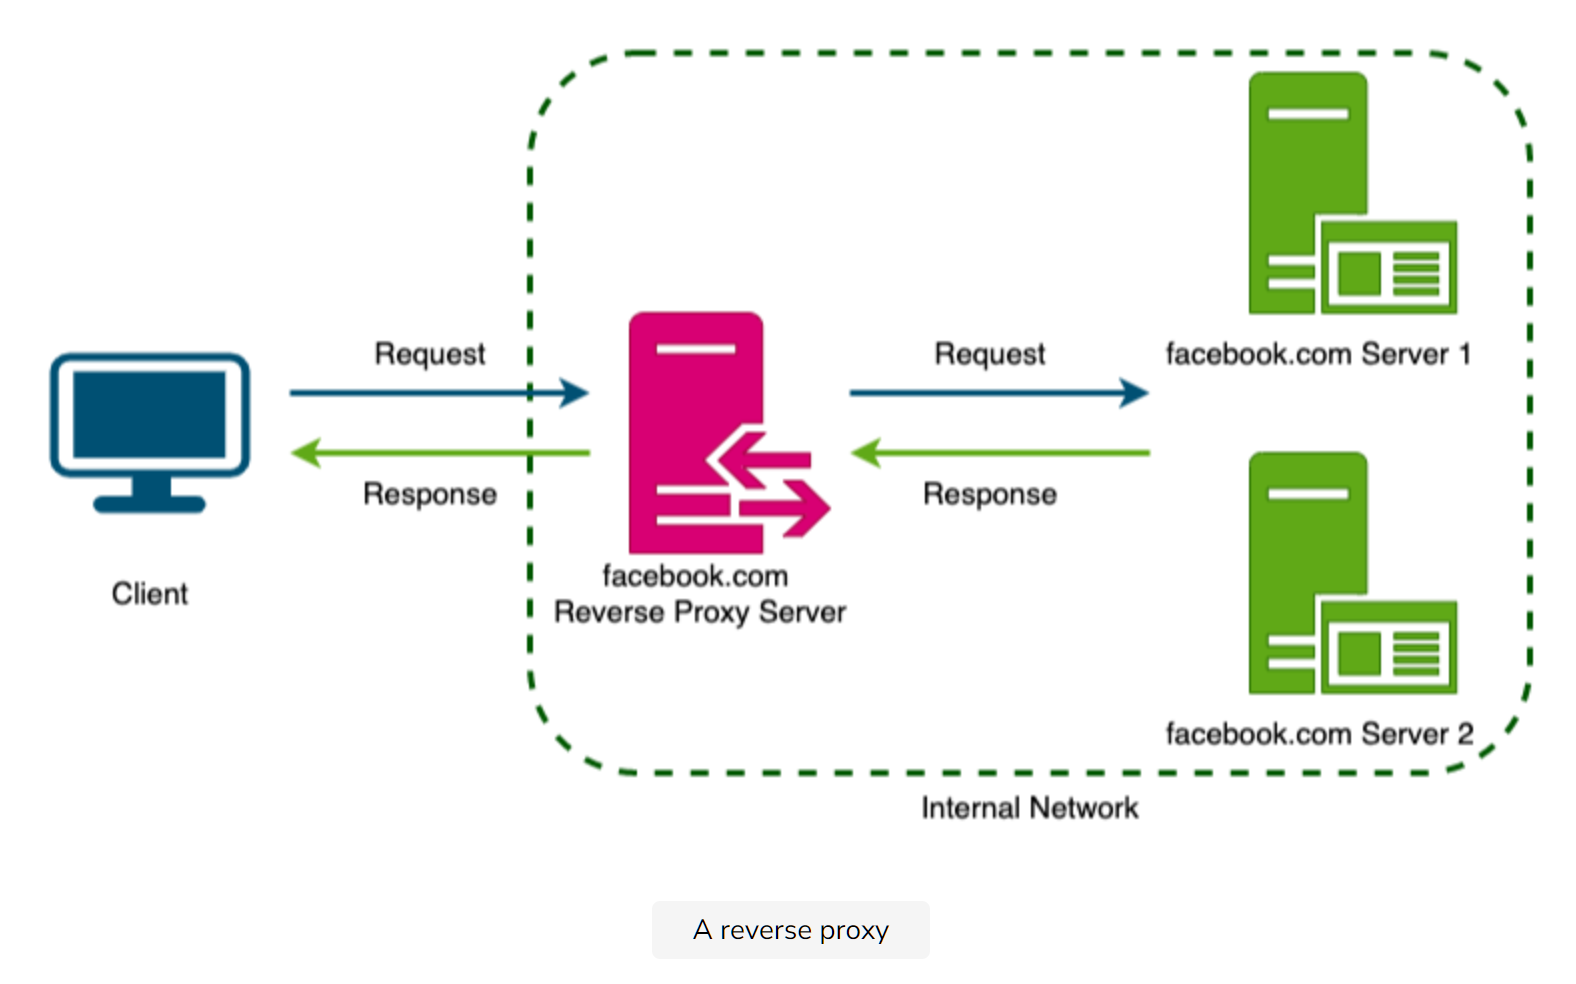 Request
Request
facebook.com Server 1
Response
Response
facebook.com
Reverse Proxy Server
Client
facebook.com Server 2
Internal Network
A reverse proxy